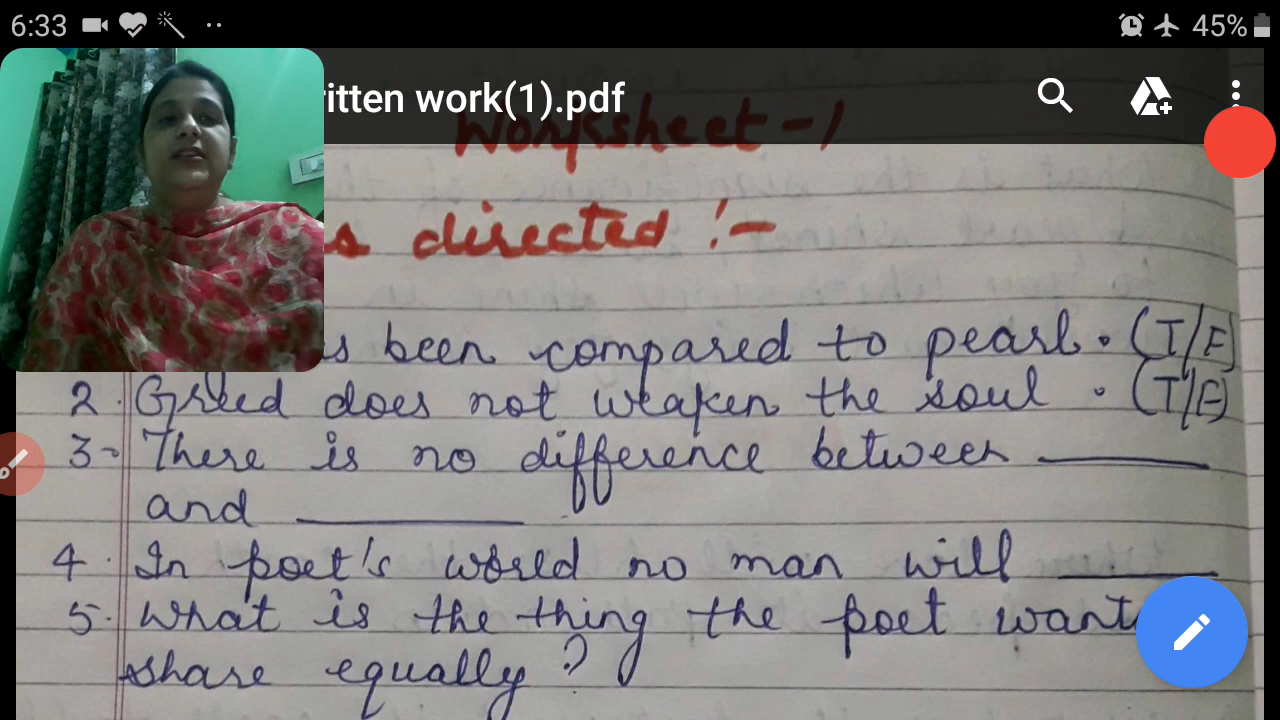 6:33
45%
itten work(1).pdf
Worksheet - 1
s directed :-
s been compared to pearl. (T/F)
2. Greed does not weaken the soul. (T/F)
3- There is no difference between ______
and ______.
4. In poet's world no man will ______
5. What is the thing the poet want
share equally?